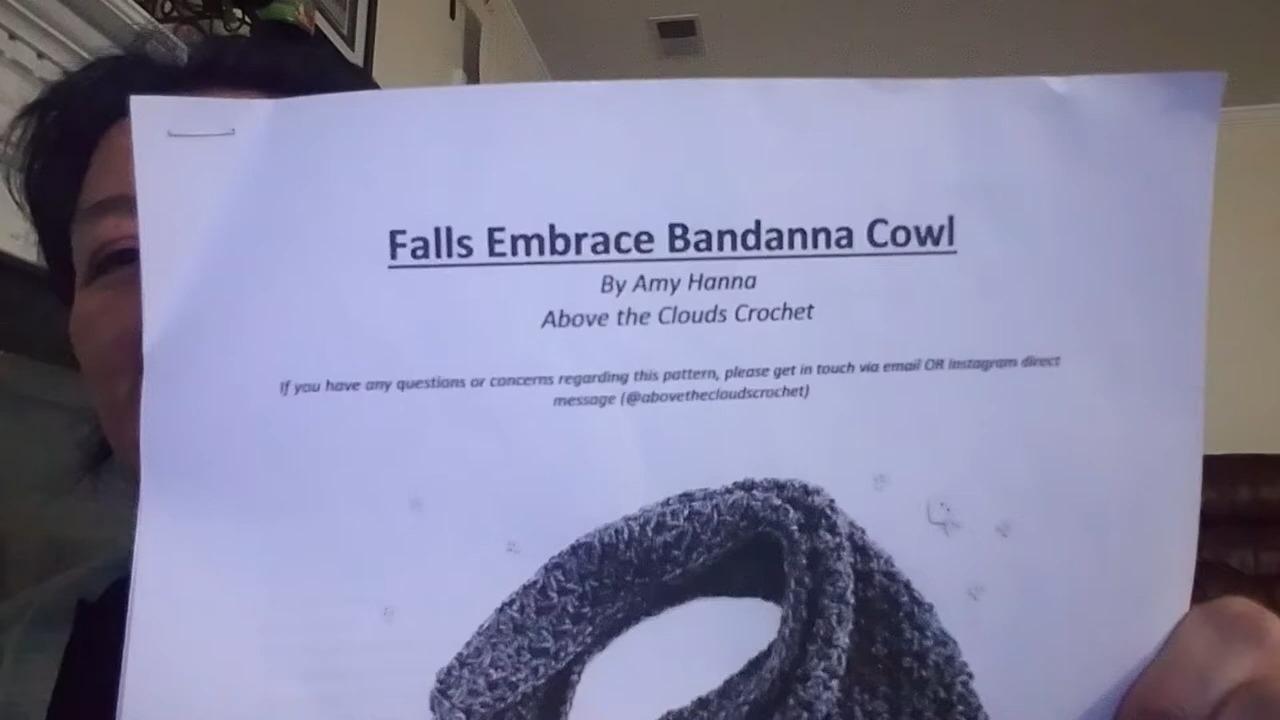 Falls Embrace Bandanna Cowl
By Amy Hanna
Above the Clouds Crochet
If you have any questions or concerns regarding this pattern, please get in touch via email OR Instagram direct
message (@abovethecloudscrochet)